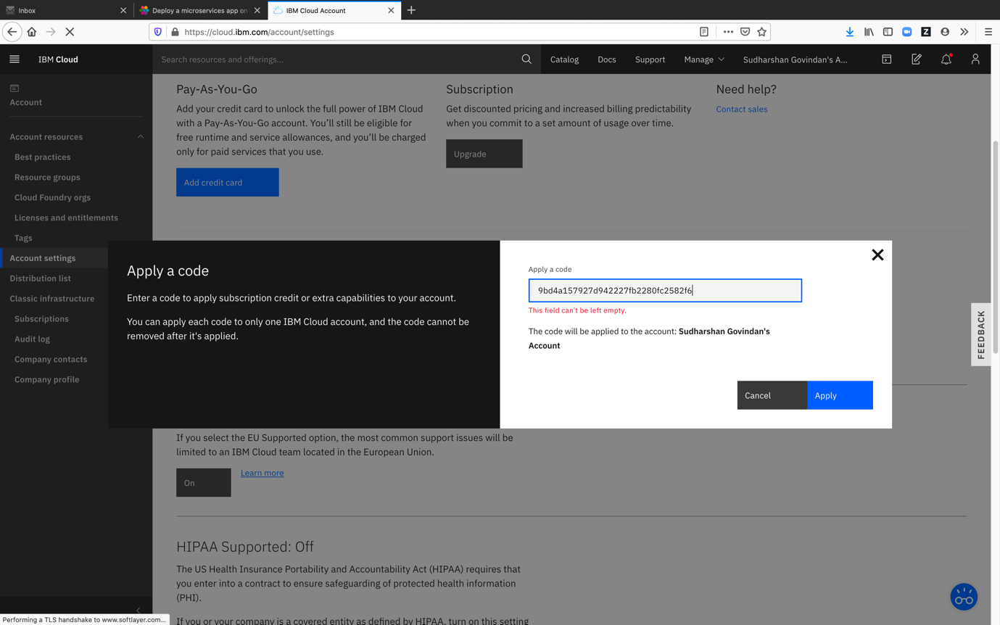 Inbox
Deploy a microservices app on
IBM Cloud Account
https://cloud.ibm.com/account/settings
IBM Cloud
Search resources and offerings...
Catalog
Docs
Support
Manage
Sudharshan Govindan's A...
Account
Account resources
Best practices
Resource groups
Cloud Foundry orgs
Licenses and entitlements
Tags
Account settings
Distribution list
Classic infrastructure
Subscriptions
Audit log
Company contacts
Company profile
Pay-As-You-Go
Add your credit card to unlock the full power of IBM Cloud
with a Pay-As-You-Go account. You'll still be eligible for
free runtime and service allowances, and you'll be charged
only for paid services that you use.
Add credit card
Subscription
Get discounted pricing and increased billing predictability
when you commit to a set amount of usage over time.
Upgrade
Need help?
Contact sales
Apply a code
Enter a code to apply subscription credit or extra capabilities to your account.
You can apply each code to only one IBM Cloud account, and the code cannot be
removed after it's applied.
Apply a code
9bd4a157927d942227fb2280fc2582f6
This field can't be left empty.
The code will be applied to the account: Sudharshan Govindan's
Account
Cancel
Apply
FEEDBACK
If you select the EU Supported option, the most common support issues will be
limited to an IBM Cloud team located in the European Union.
On
Learn more
HIPAA Supported: Off
The US Health Insurance Portability and Accountability Act (HIPAA) requires that
you enter into a contract to ensure safeguarding of protected health information
(PHI).
If you or your company is a covered entity as defined by HIPAA, turn on this setting
Performing a TLS handshake to www.softlayer.com...